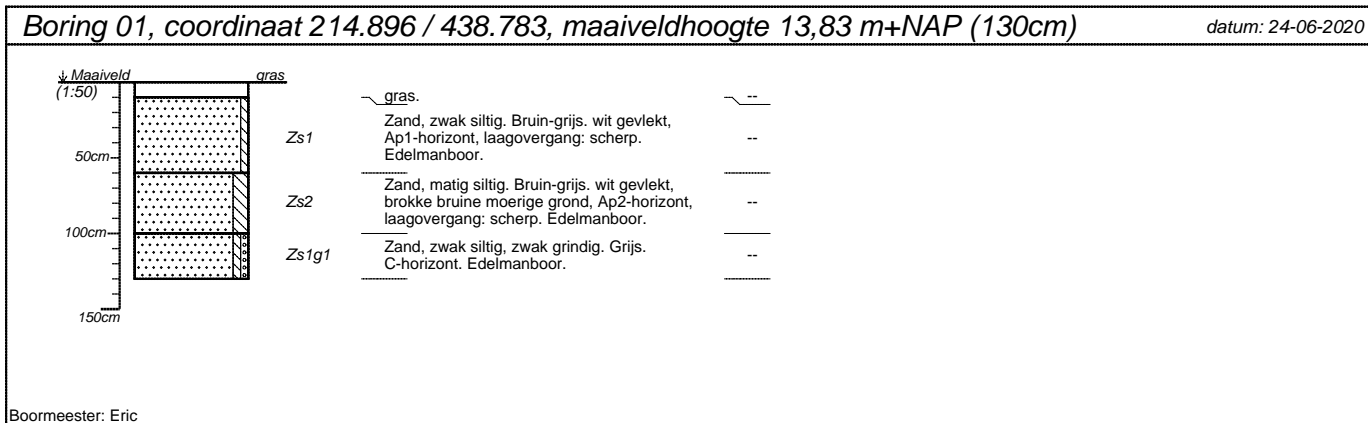 Boring 01, coordinaat 214.896 / 438.783, maaiveldhoogte 13,83 m+NAP (130cm)
datum: 24-06-2020
Maaiveld
gras
(1:50)
gras.
--
Zs1
Zand, zwak siltig. Bruin-grijs. wit gevlekt,
Ap1-horizont, laagovergang: scherp.
Edelmanboor.
--
50cm
Zs2
Zand, matig siltig. Bruin-grijs. wit gevlekt,
brokke bruine moerige grond, Ap2-horizont,
laagovergang: scherp. Edelmanboor.
--
100cm
Zs1g1
Zand, zwak siltig, zwak grindig. Grijs.
C-horizont. Edelmanboor.
--
150cm
Boormeester: Eric